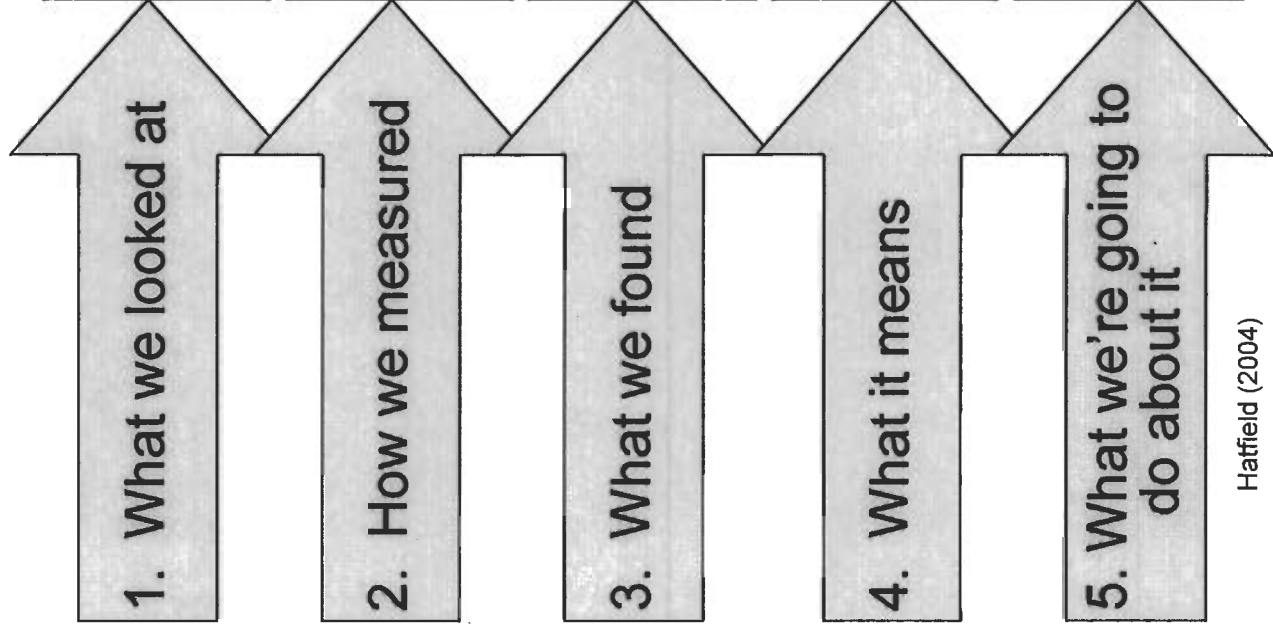 1. What we looked at
2. How we measured
3. What we found
4. What it means
5. What we're going to
do about it
Hatfield (2004)